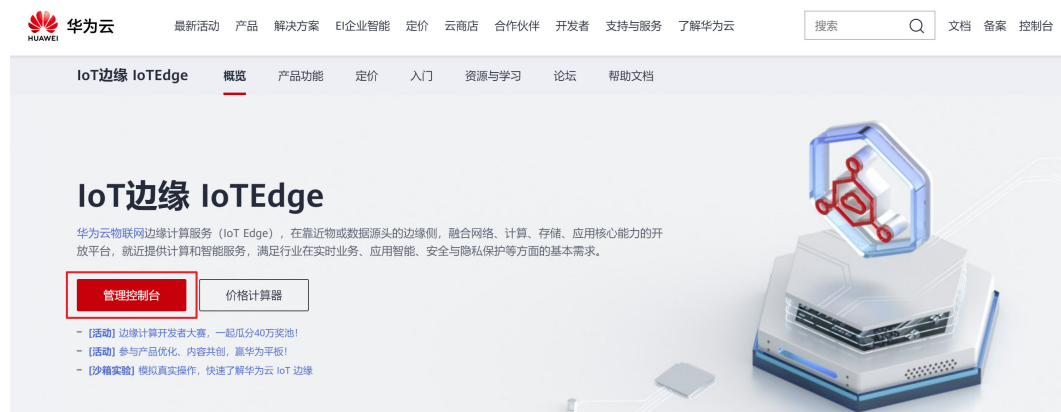 HUAWEI 华为云 最新活动 产品 解决方案 EI企业智能 定价 云商店 合作伙伴 开发者 支持与服务 了解华为云 搜索 文档 备案 控制台
IoT边缘 IoTEdge 概览 产品功能 定价 入门 资源与学习 论坛 帮助文档
IoT边缘 IoTEdge
华为云物联网边缘计算服务（IoT Edge），在靠近物或数据源头的边缘侧，融合网络、计算、存储、应用核心能力的开
放平台，就近提供计算和智能服务，满足行业在实时业务、应用智能、安全与隐私保护等方面的基本需求。
管理控制台 价格计算器
- [活动] 边缘计算开发者大赛，一起瓜分40万奖池!
- [活动] 参与产品优化、内容共创，赢华为平板!
- [沙箱实验] 模拟真实操作，快速了解华为云 IoT 边缘